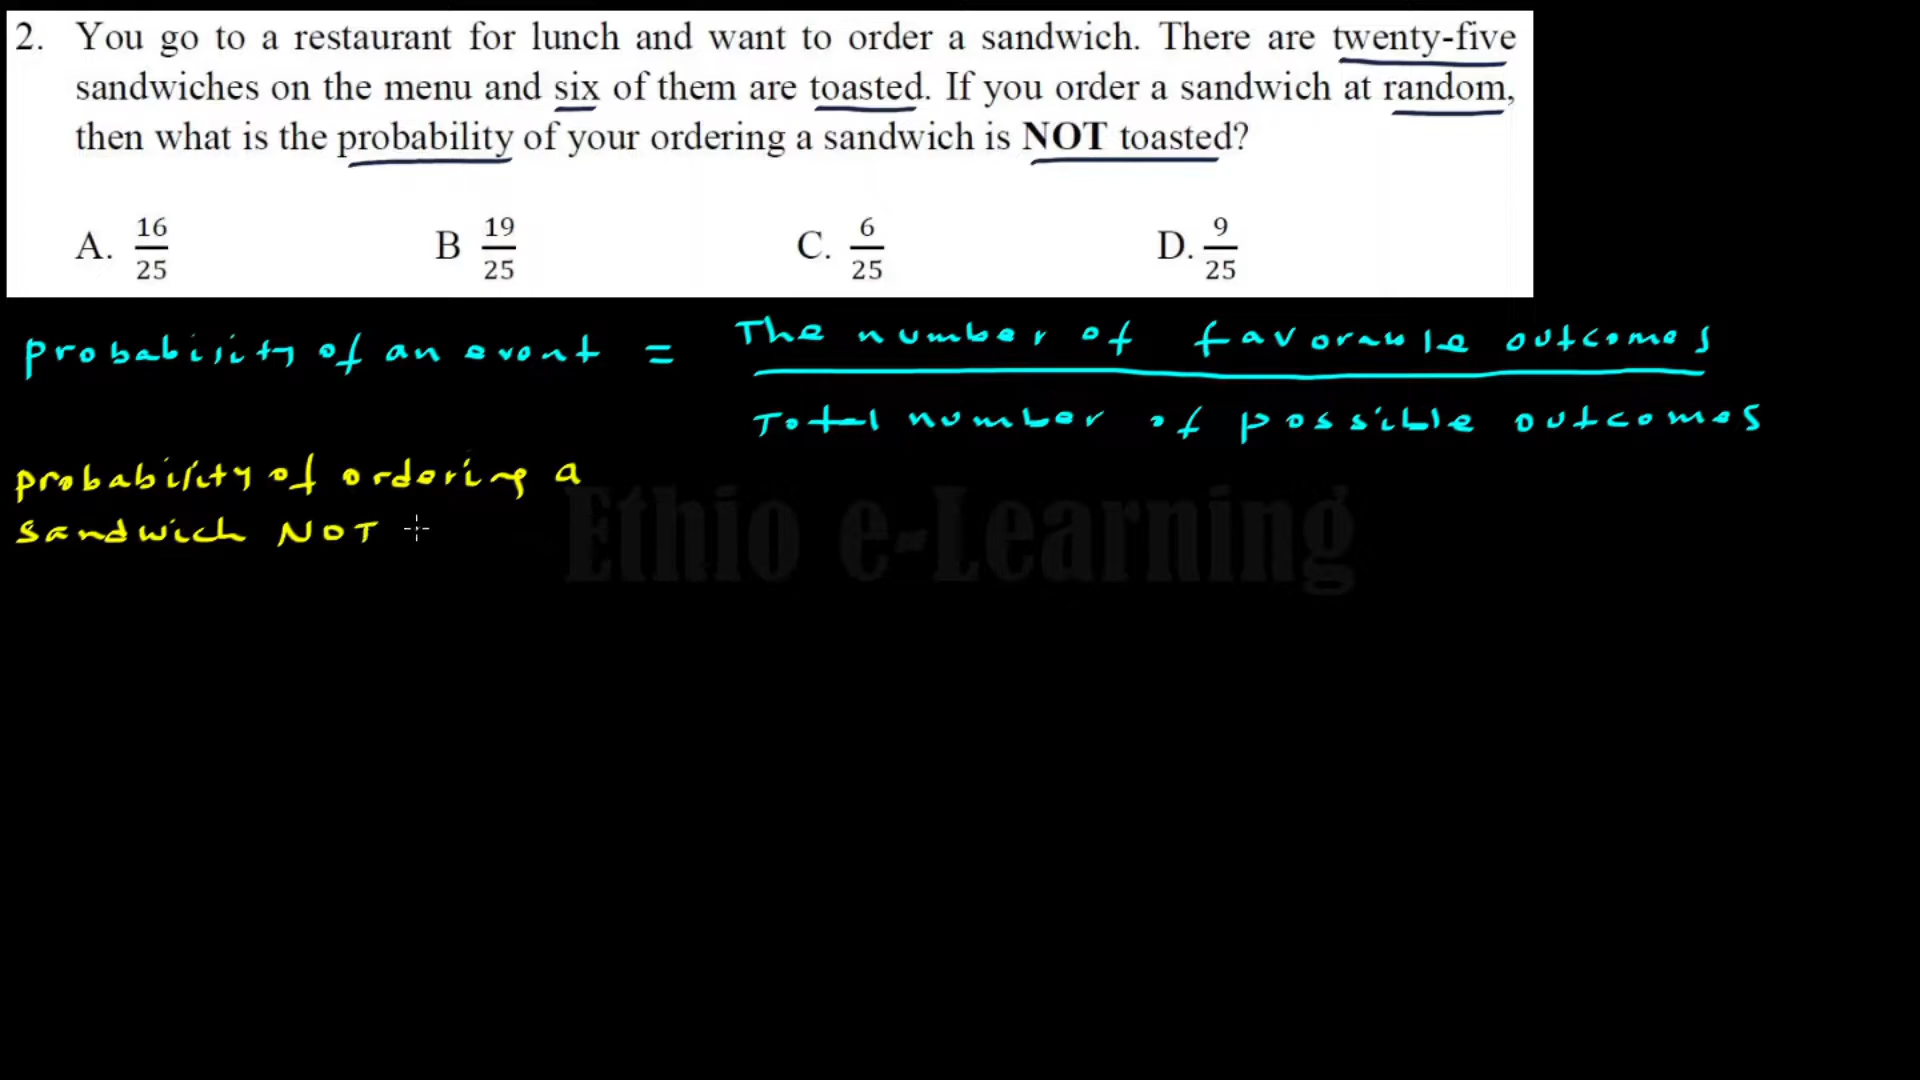 2. You go to a restaurant for lunch and want to order a sandwich. There are twenty-five
sandwiches on the menu and six of them are toasted. If you order a sandwich at random,
then what is the probability of your ordering a sandwich is NOT toasted?
A. 16/25 B 19/25 C. 6/25 D. 9/25
probability of an event = The number of favorable outcomes
Total number of possible outcomes
probability of ordering a
sandwich NOT
Ethio e-Learning